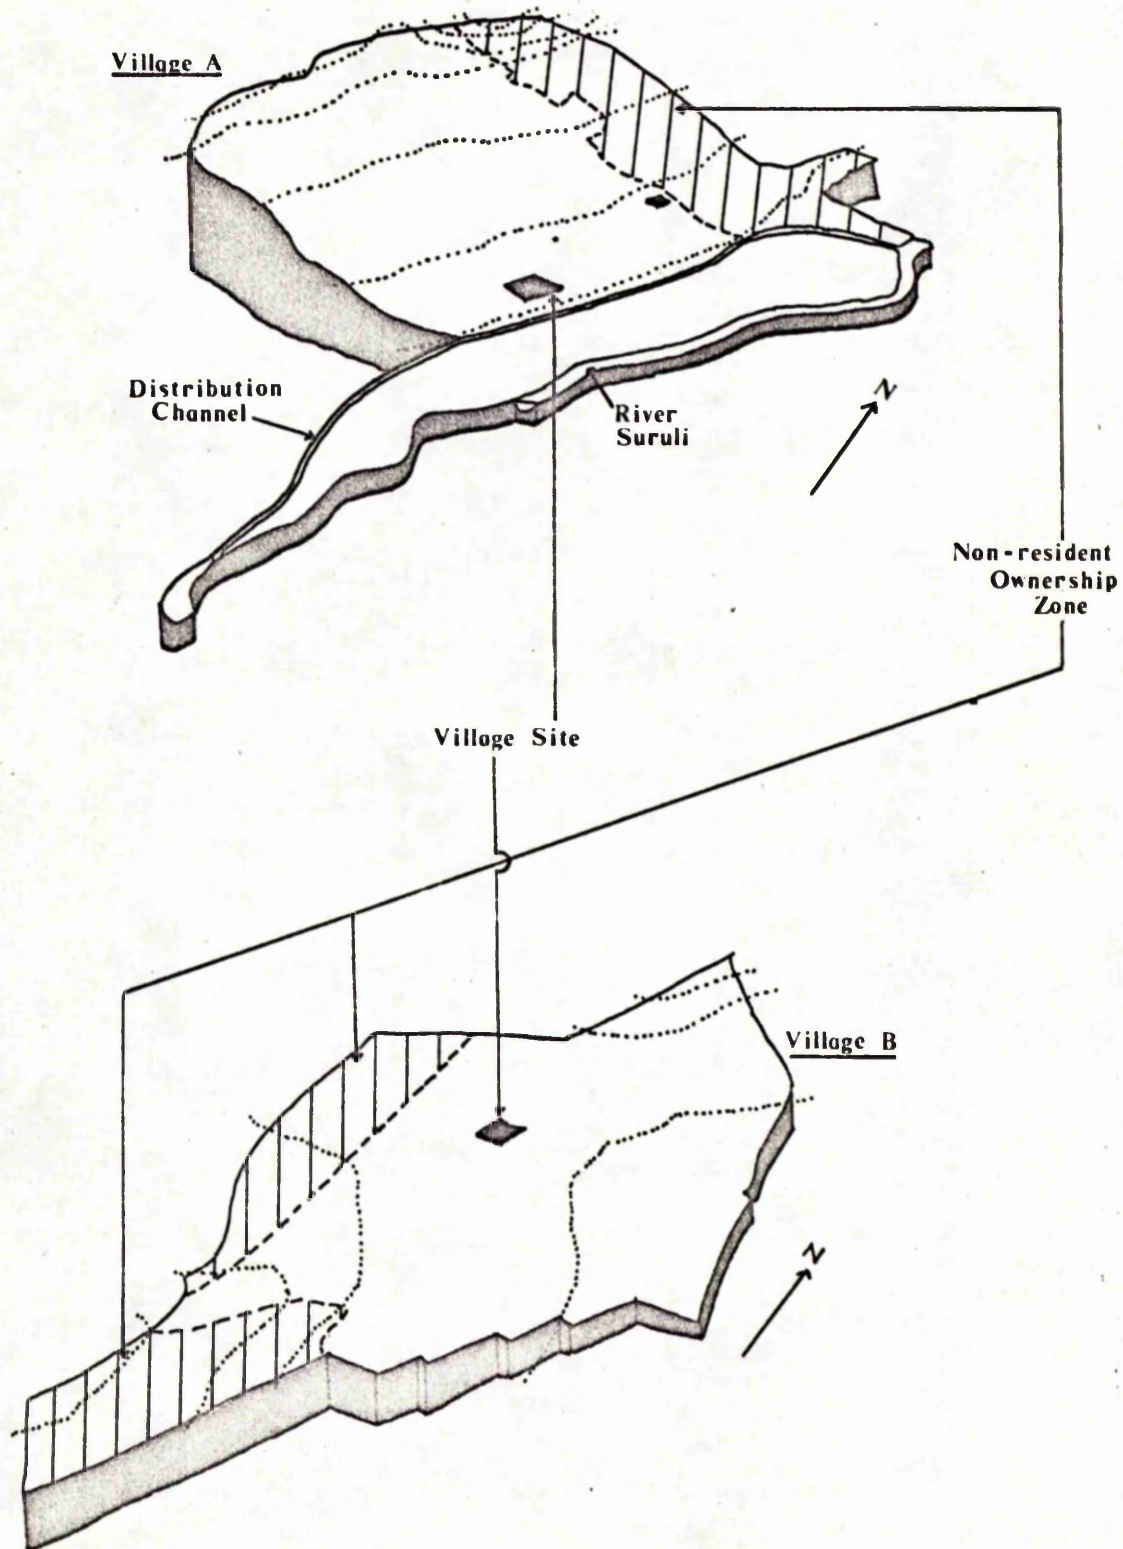 Village A
Distribution
Channel
River
Suruli
N
Non-resident
Ownership
Zone
Village Site
Village B
N